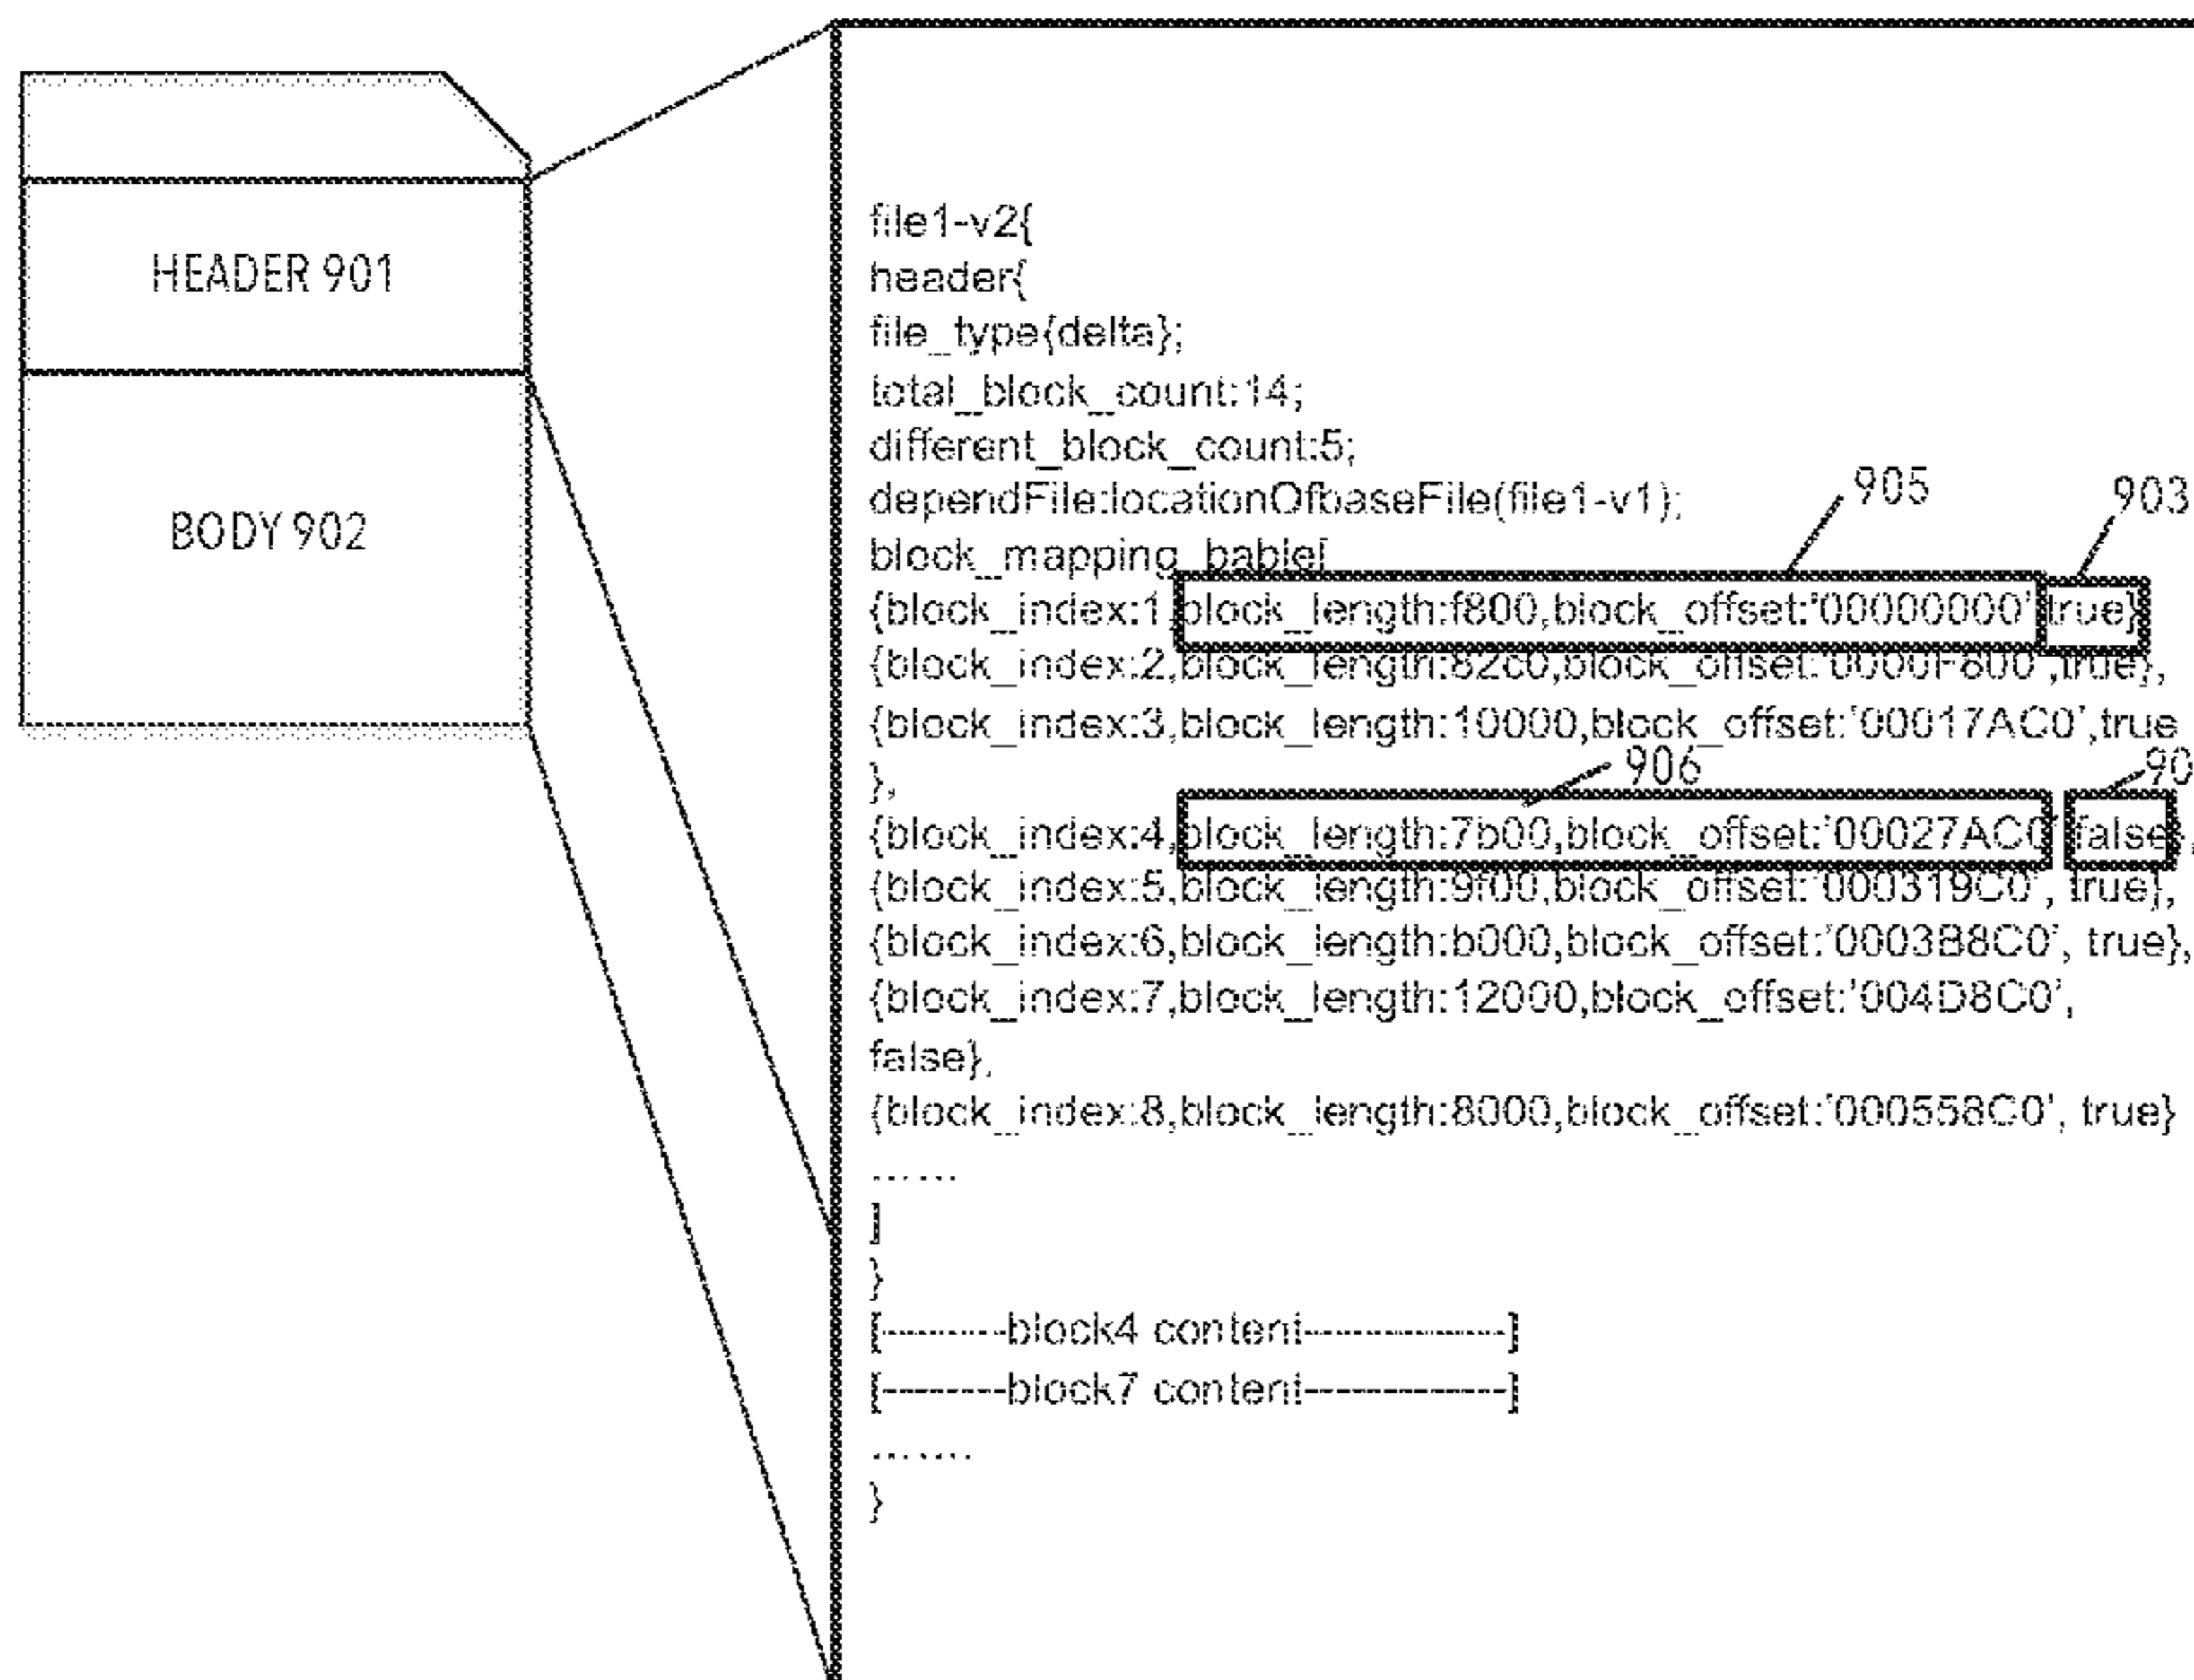 HEADER 901
BODY 902
file1-v2{
header{
file_type{delta};
total_block_count:14;
different_block_count:5;
905
903
dependFile:locationOfbaseFile(file1-v1);
block_mapping_bable[
{block_index:1,block_length:f800,block_offset:'00000000',true}
{block_index:2,block_length:82c0,block_offset:'0000F800',true},
{block_index:3,block_length:10000,block_offset:'00017AC0',true
906
90
},
{block_index:4,block_length:7b00,block_offset:'00027AC0' false},
{block_index:5,block_length:9f00,block_offset:'000319C0', true},
{block_index:6,block_length:b000,block_offset:'0003B8C0', true},
{block_index:7,block_length:12000,block_offset:'004D8C0',
false},
{block_index:8,block_length:8000,block_offset:'000558C0', true}
......
]
}
[---------block4 content--------------]
[--------block7 content-------------]
.......
}